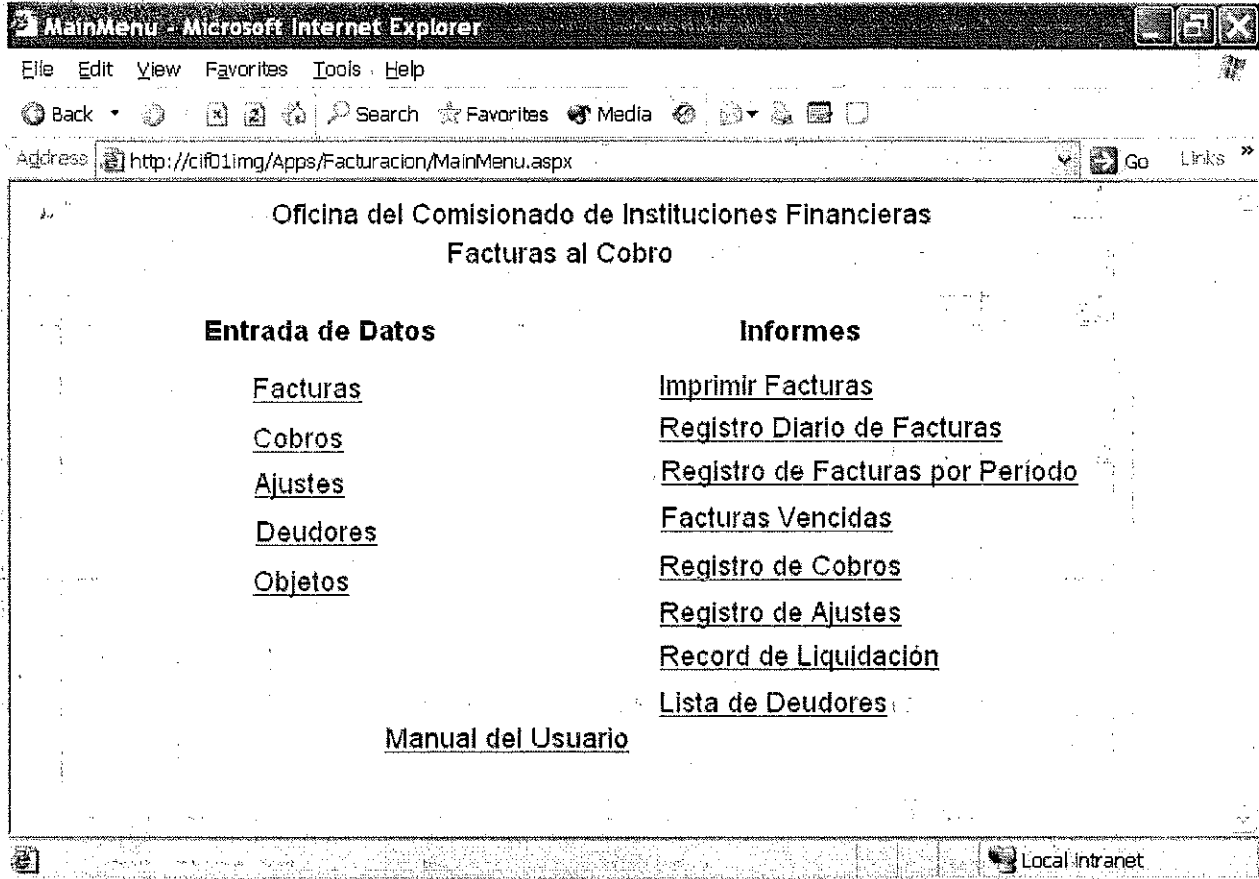 MainMenu - Microsoft Internet Explorer
File Edit View Favorites Tools Help
Back Search Favorites Media
Address http://cif01img/Apps/Facturacion/MainMenu.aspx Go Links »
Oficina del Comisionado de Instituciones Financieras
Facturas al Cobro
Entrada de Datos
Facturas
Cobros
Ajustes
Deudores
Objetos
Informes
Imprimir Facturas
Registro Diario de Facturas
Registro de Facturas por Período
Facturas Vencidas
Registro de Cobros
Registro de Ajustes
Record de Liquidación
Lista de Deudores
Manual del Usuario
Local intranet